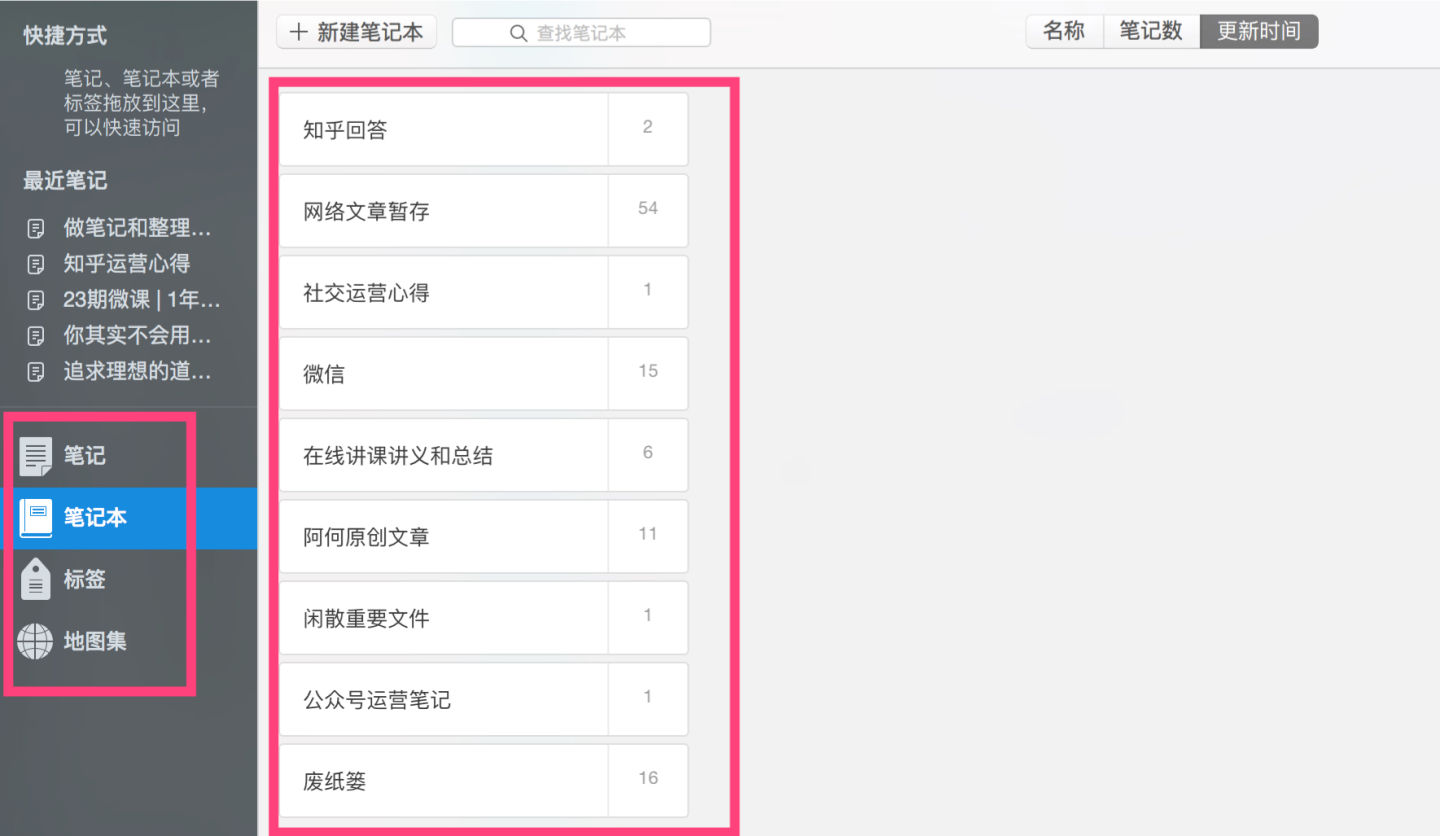 快捷方式
笔记、笔记本或者
标签拖放到这里，
可以快速访问
最近笔记
做笔记和整理...
知乎运营心得
23期微课 | 1年...
你其实不会用...
追求理想的道...
笔记
笔记本
标签
地图集
新建笔记本
查找笔记本
名称
笔记数
更新时间
知乎回答 2
网络文章暂存 54
社交运营心得 1
微信 15
在线讲课讲义和总结 6
阿何原创文章 11
闲散重要文件 1
公众号运营笔记 1
废纸篓 16